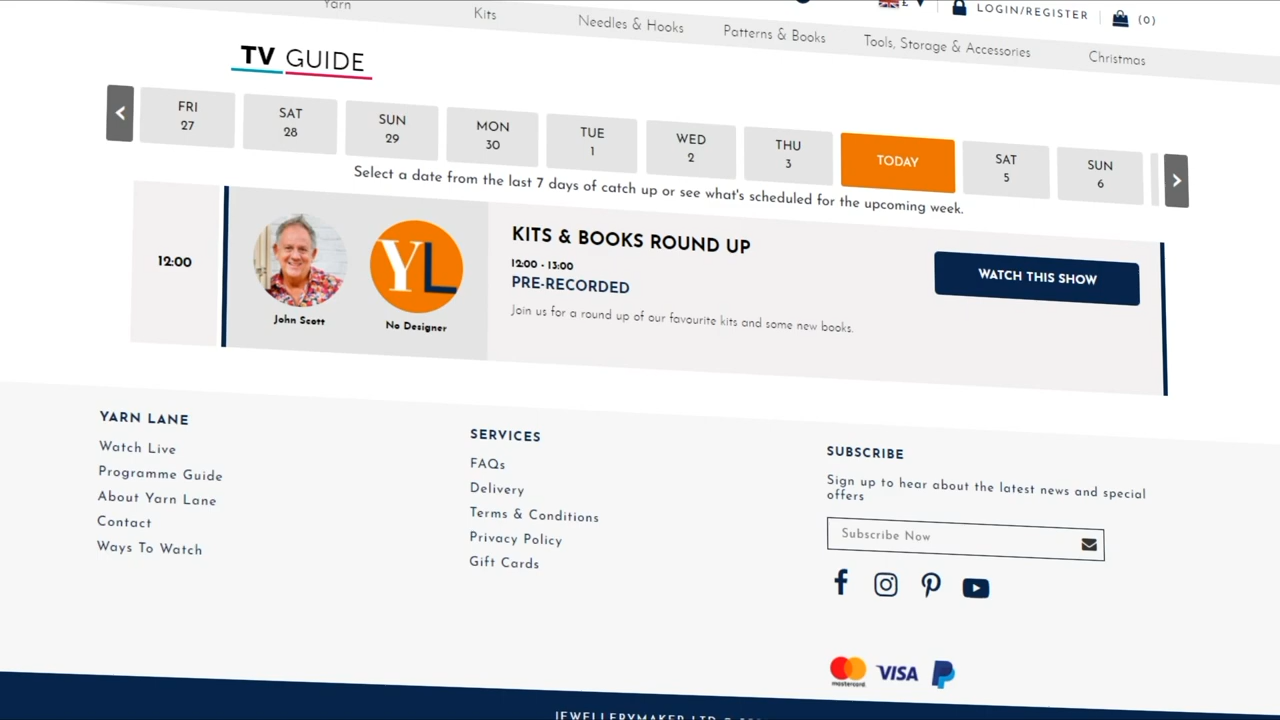 Yarn
Kits
Needles & Hooks
Patterns & Books
Tools, Storage & Accessories
Christmas
£
LOGIN/REGISTER
(0)
TV GUIDE
FRI
27
SAT
28
SUN
29
MON
30
TUE
1
WED
2
THU
3
TODAY
SAT
5
SUN
6
Select a date from the last 7 days of catch up or see what's scheduled for the upcoming week.
12:00
John Scott
YL
No Designer
KITS & BOOKS ROUND UP
12:00 - 13:00
PRE-RECORDED
Join us for a round up of our favourite kits and some new books.
WATCH THIS SHOW
YARN LANE
Watch Live
Programme Guide
About Yarn Lane
Contact
Ways To Watch
SERVICES
FAQs
Delivery
Terms & Conditions
Privacy Policy
Gift Cards
SUBSCRIBE
Sign up to hear about the latest news and special
offers
Subscribe Now
mastercard
VISA
JEWELLERYMAKER LTD ©